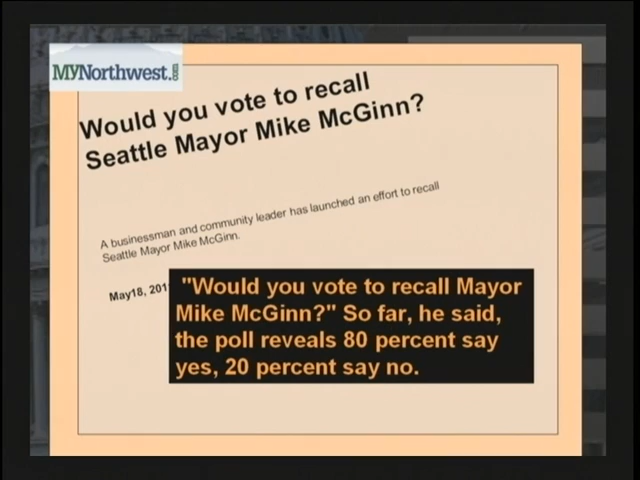 MYNorthwest.com
Would you vote to recall
Seattle Mayor Mike McGinn?
A businessman and community leader has launched an effort to recall
Seattle Mayor Mike McGinn.
May18, 201
"Would you vote to recall Mayor
Mike McGinn?" So far, he said,
the poll reveals 80 percent say
yes, 20 percent say no.